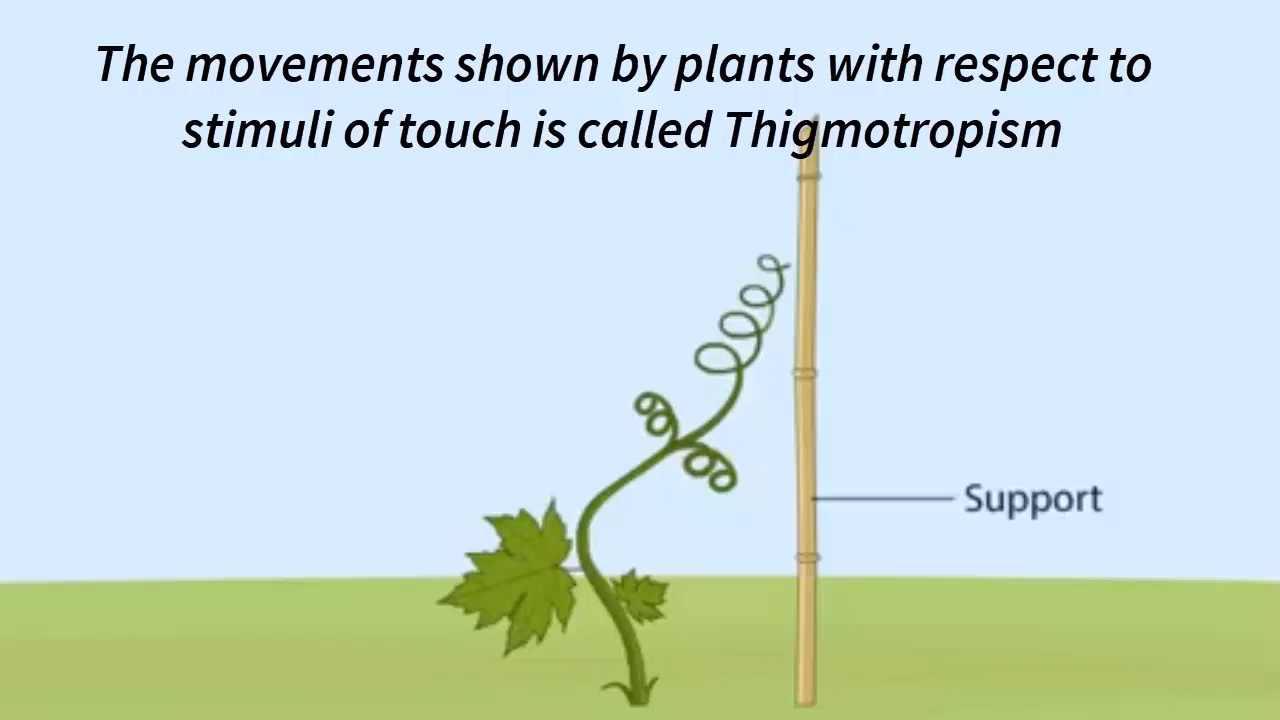 The movements shown by plants with respect to
stimuli of touch is called Thigmotropism
Support